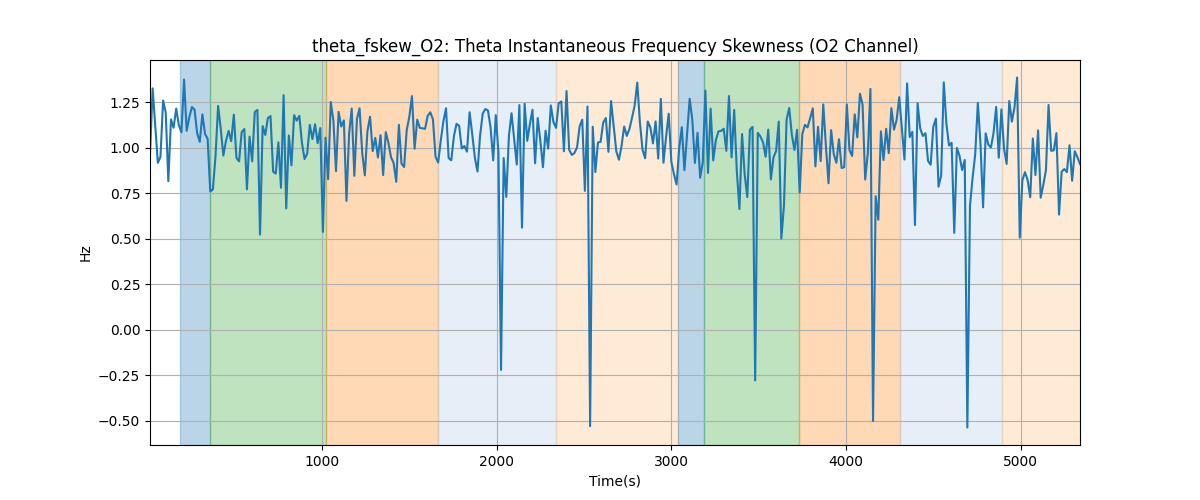 theta_fskew_O2: Theta Instantaneous Frequency Skewness (O2 Channel)
Hz
1.25
1.00
0.75
0.50
0.25
0.00
−0.25
−0.50
1000 2000 3000 4000 5000
Time(s)